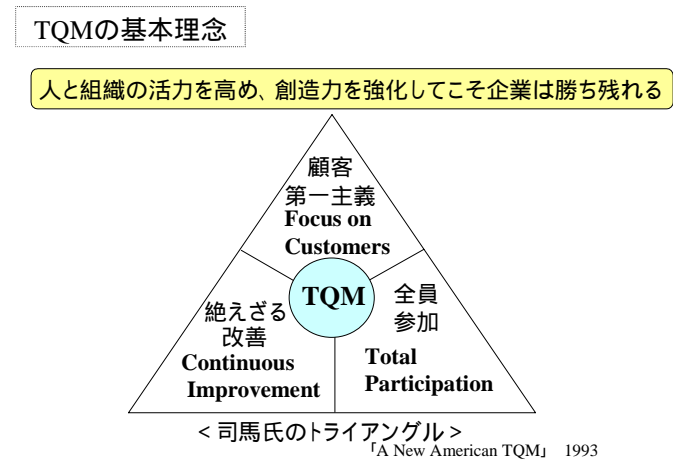 TQMの基本理念
人と組織の活力を高め、創造力を強化してこそ企業は勝ち残れる
顧客
第一主義
Focus on
Customers
TQM
絶えざる
改善
Continuous
Improvement
全員
参加
Total
Participation
<司馬氏のトライアングル>
「A New American TQM」 1993